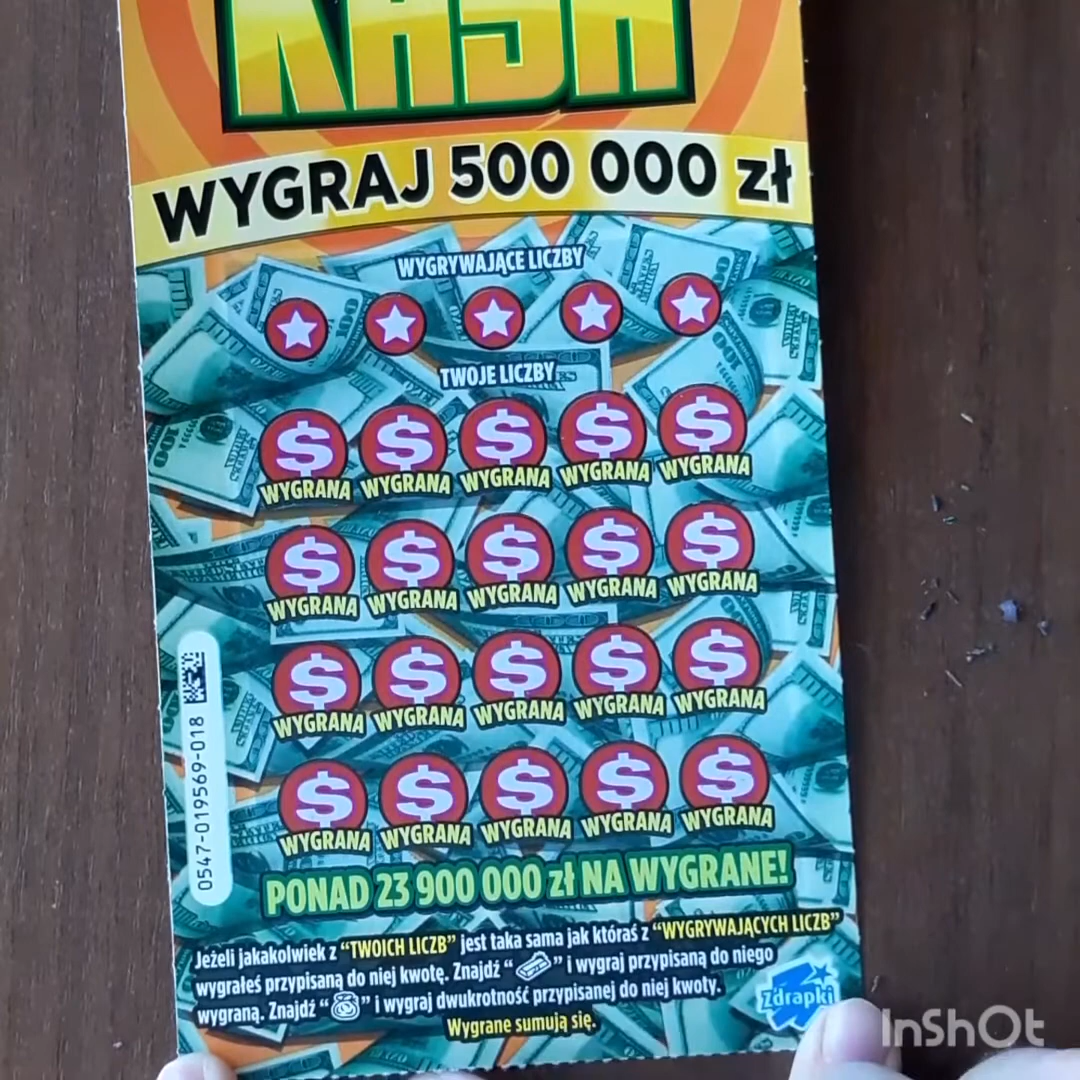 KASA
WYGRAJ 500 000 zł
WYGRYWAJĄCE LICZBY
TWOJE LICZBY
$ $ $ $ $
WYGRANA WYGRANA WYGRANA WYGRANA WYGRANA
$ $ $ $ $
WYGRANA WYGRANA WYGRANA WYGRANA WYGRANA
$ $ $ $ $
WYGRANA WYGRANA WYGRANA WYGRANA WYGRANA
$ $ $ $ $
WYGRANA WYGRANA WYGRANA WYGRANA WYGRANA
0547-019569-018
PONAD 23 900 000 zł NA WYGRANE!
Jeżeli jakakolwiek z “TWOICH LICZB” jest taka sama jak któraś z “WYGRYWAJĄCYCH LICZB”
wygrałeś przypisaną do niej kwotę. Znajdź “ ” i wygraj przypisaną do niego
wygraną. Znajdź “ ” i wygraj dwukrotność przypisanej do niej kwoty.
Wygrane sumują się.
Zdrapki
InShOt